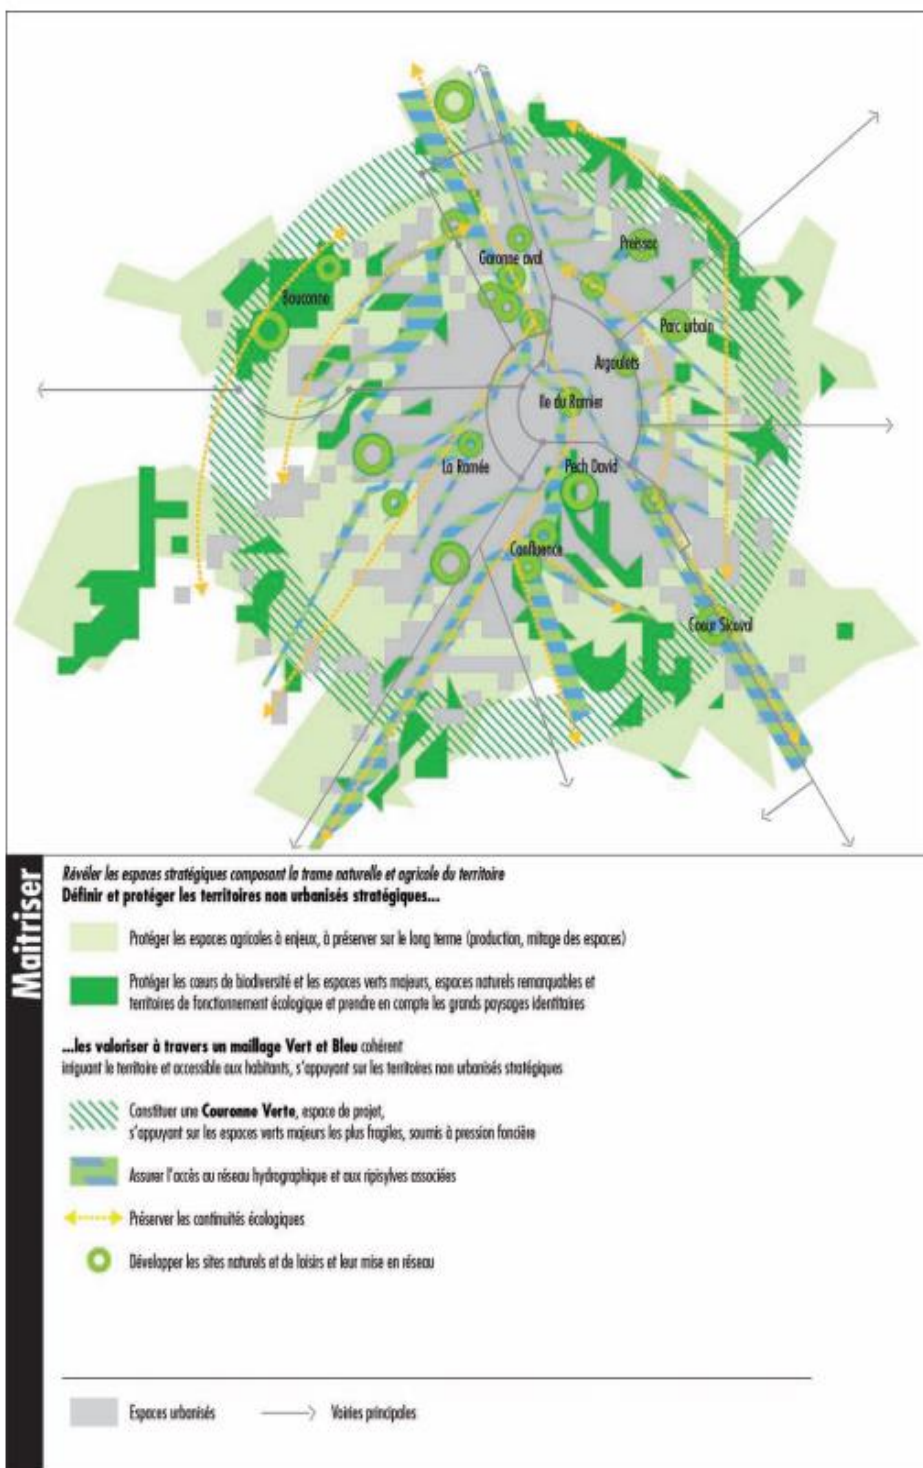 Garonne aval
Preissac
Bouconne
Parc urbain
Argoulets
Ile du Ramier
La Ramée
Pech David
Confluence
Coeur Sicoval
Maitriser
Révéler les espaces stratégiques composant la trame naturelle et agricole du territoire
Définir et protéger les territoires non urbanisés stratégiques...
Protéger les espaces agricoles à enjeux, à préserver sur le long terme (production, mitage des espaces)
Protéger les cœurs de biodiversité et les espaces verts majeurs, espaces naturels remarquables et
territoires de fonctionnement écologique et prendre en compte les grands paysages identitaires
...les valoriser à travers un maillage Vert et Bleu cohérent
irriguant le territoire et accessible aux habitants, s'appuyant sur les territoires non urbanisés stratégiques
Constituer une Couronne Verte, espace de projet,
s'appuyant sur les espaces verts majeurs les plus fragiles, soumis à pression foncière
Assurer l'accès au réseau hydrographique et aux ripisylves associées
Préserver les continuités écologiques
Développer les sites naturels et de loisirs et leur mise en réseau
Espaces urbanisés
Voiries principales